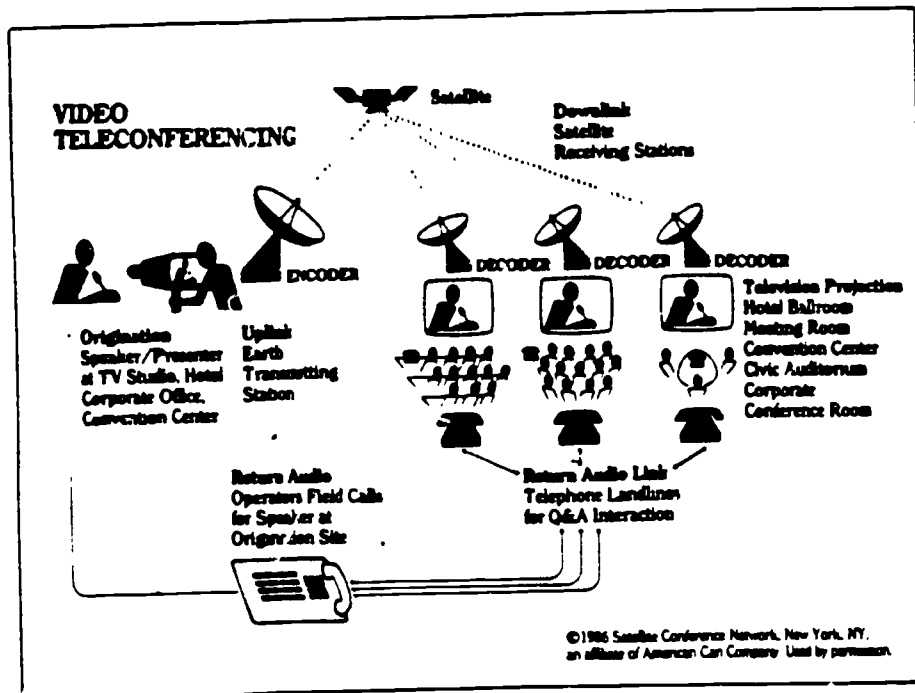 VIDEO
TELECONFERENCING
Satellite
Downlink
Satellite
Receiving Stations
ENCODER
DECODER
DECODER
DECODER
Origination
Speaker/Presenter
at TV Studio, Hotel
Corporate Office,
Convention Center
Uplink
Earth
Transmitting
Station
Television Projection
Hotel Ballroom
Meeting Room
Convention Center
Civic Auditorium
Corporate
Conference Room
Return Audio
Operators Field Calls
for Speaker at
Origination Site
Return Audio Link
Telephone Landlines
for Q&A Interaction
©1986 Satellite Conference Network, New York, NY,
an affiliate of American Can Company. Used by permission.